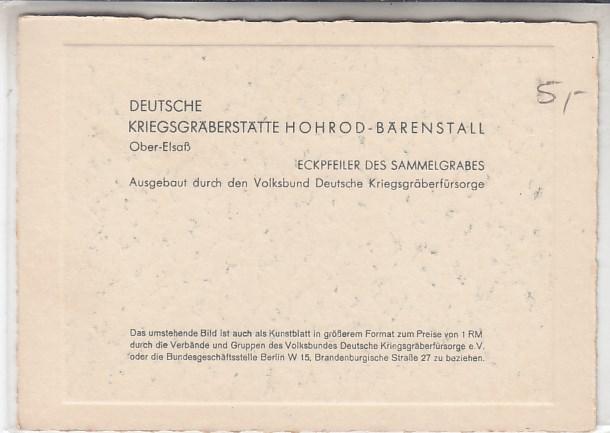 DEUTSCHE
KRIEGSGRÄBERSTÄTTE HOHROD-BÄRENSTALL
Ober-Elsaß
ECKPFEILER DES SAMMELGRABES
Ausgebaut durch den Volksbund Deutsche Kriegsgräberfürsorge
5,-
Das umstehende Bild ist auch als Kunstblatt in größerem Format zum Preise von 1 RM
durch die Verbände und Gruppen des Volksbundes Deutsche Kriegsgräberfürsorge e.V.
oder die Bundesgeschäftsstelle Berlin W 15, Brandenburgische Straße 27 zu beziehen.